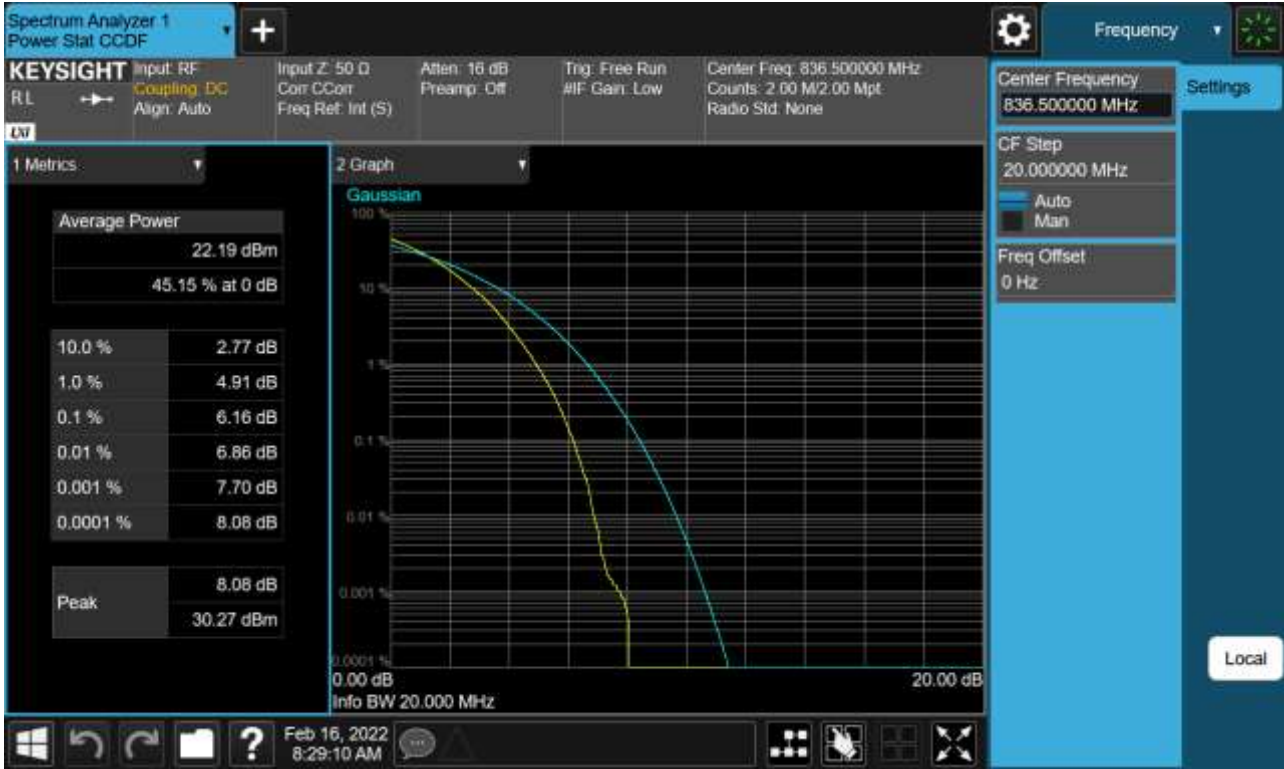 Spectrum Analyzer 1
Power Stat CCDF
+
Frequency
KEYSIGHT
RL
LXI
Input: RF
Coupling: DC
Align: Auto
Input Z: 50 Ω
Corr CCorr
Freq Ref: Int (S)
Atten: 16 dB
Preamp: Off
Trig: Free Run
#IF Gain: Low
Center Freq: 836.500000 MHz
Counts: 2.00 M/2.00 Mpt
Radio Std: None
Center Frequency
836.500000 MHz
Settings
CF Step
20.000000 MHz
Auto
Man
Freq Offset
0 Hz
1 Metrics
Average Power
22.19 dBm
45.15 % at 0 dB
10.0 % 2.77 dB
1.0 % 4.91 dB
0.1 % 6.16 dB
0.01 % 6.86 dB
0.001 % 7.70 dB
0.0001 % 8.08 dB
Peak
8.08 dB
30.27 dBm
2 Graph
Gaussian
100 %
10 %
1 %
0.1 %
0.01 %
0.001 %
0.0001 %
0.00 dB 20.00 dB
Info BW 20.000 MHz
Local
?
Feb 16, 2022
8:29:10 AM